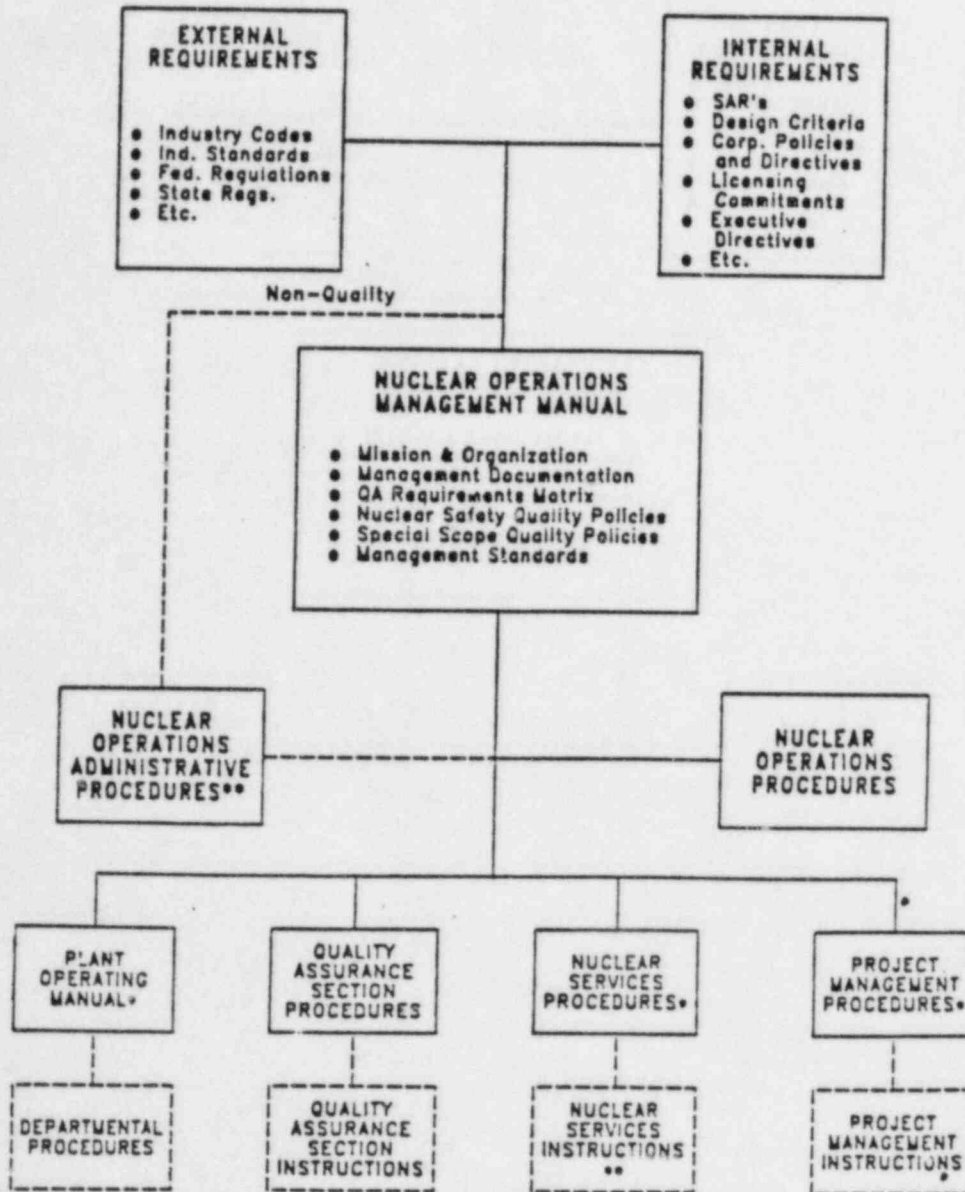 EXTERNAL
REQUIREMENTS
• Industry Codes
• Ind. Standards
• Fed. Regulations
• State Regs.
• Etc.
INTERNAL
REQUIREMENTS
• SAR's
• Design Criteria
• Corp. Policies
and Directives
• Licensing
Commitments
• Executive
Directives
• Etc.
Non-Quality
NUCLEAR OPERATIONS
MANAGEMENT MANUAL
• Mission & Organization
• Management Documentation
• QA Requirements Matrix
• Nuclear Safety Quality Policies
• Special Scope Quality Policies
• Management Standards
NUCLEAR
OPERATIONS
ADMINISTRATIVE
PROCEDURES**
NUCLEAR
OPERATIONS
PROCEDURES
PLANT
OPERATING
MANUAL*
QUALITY
ASSURANCE
SECTION
PROCEDURES
NUCLEAR
SERVICES
PROCEDURES*
PROJECT
MANAGEMENT
PROCEDURES*
DEPARTMENTAL
PROCEDURES
QUALITY
ASSURANCE
SECTION
INSTRUCTIONS
NUCLEAR
SERVICES
INSTRUCTIONS
**
PROJECT
MANAGEMENT
INSTRUCTIONS
*